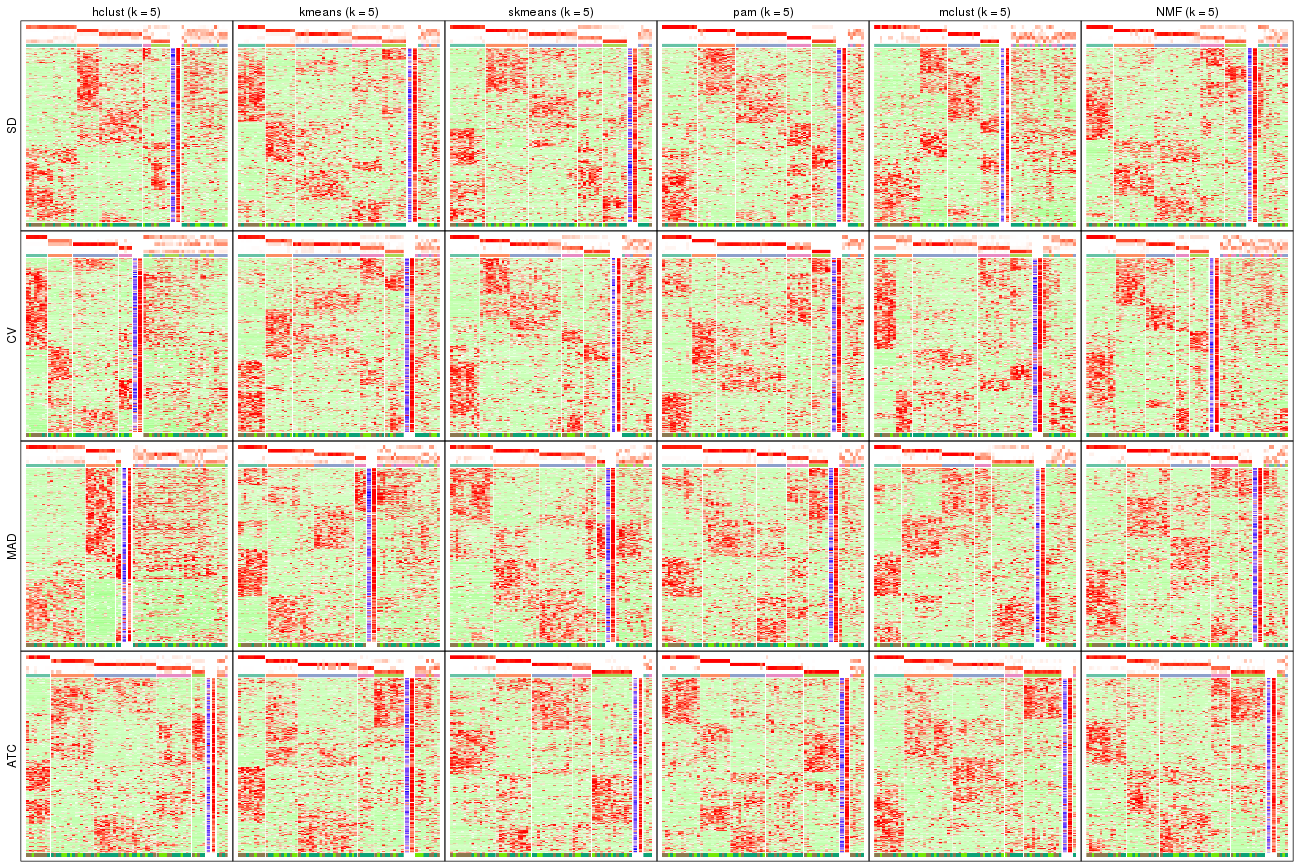 hclust (k = 5) kmeans (k = 5) skmeans (k = 5) pam (k = 5) mclust (k = 5) NMF (k = 5)
SD
CV
MAD
ATC